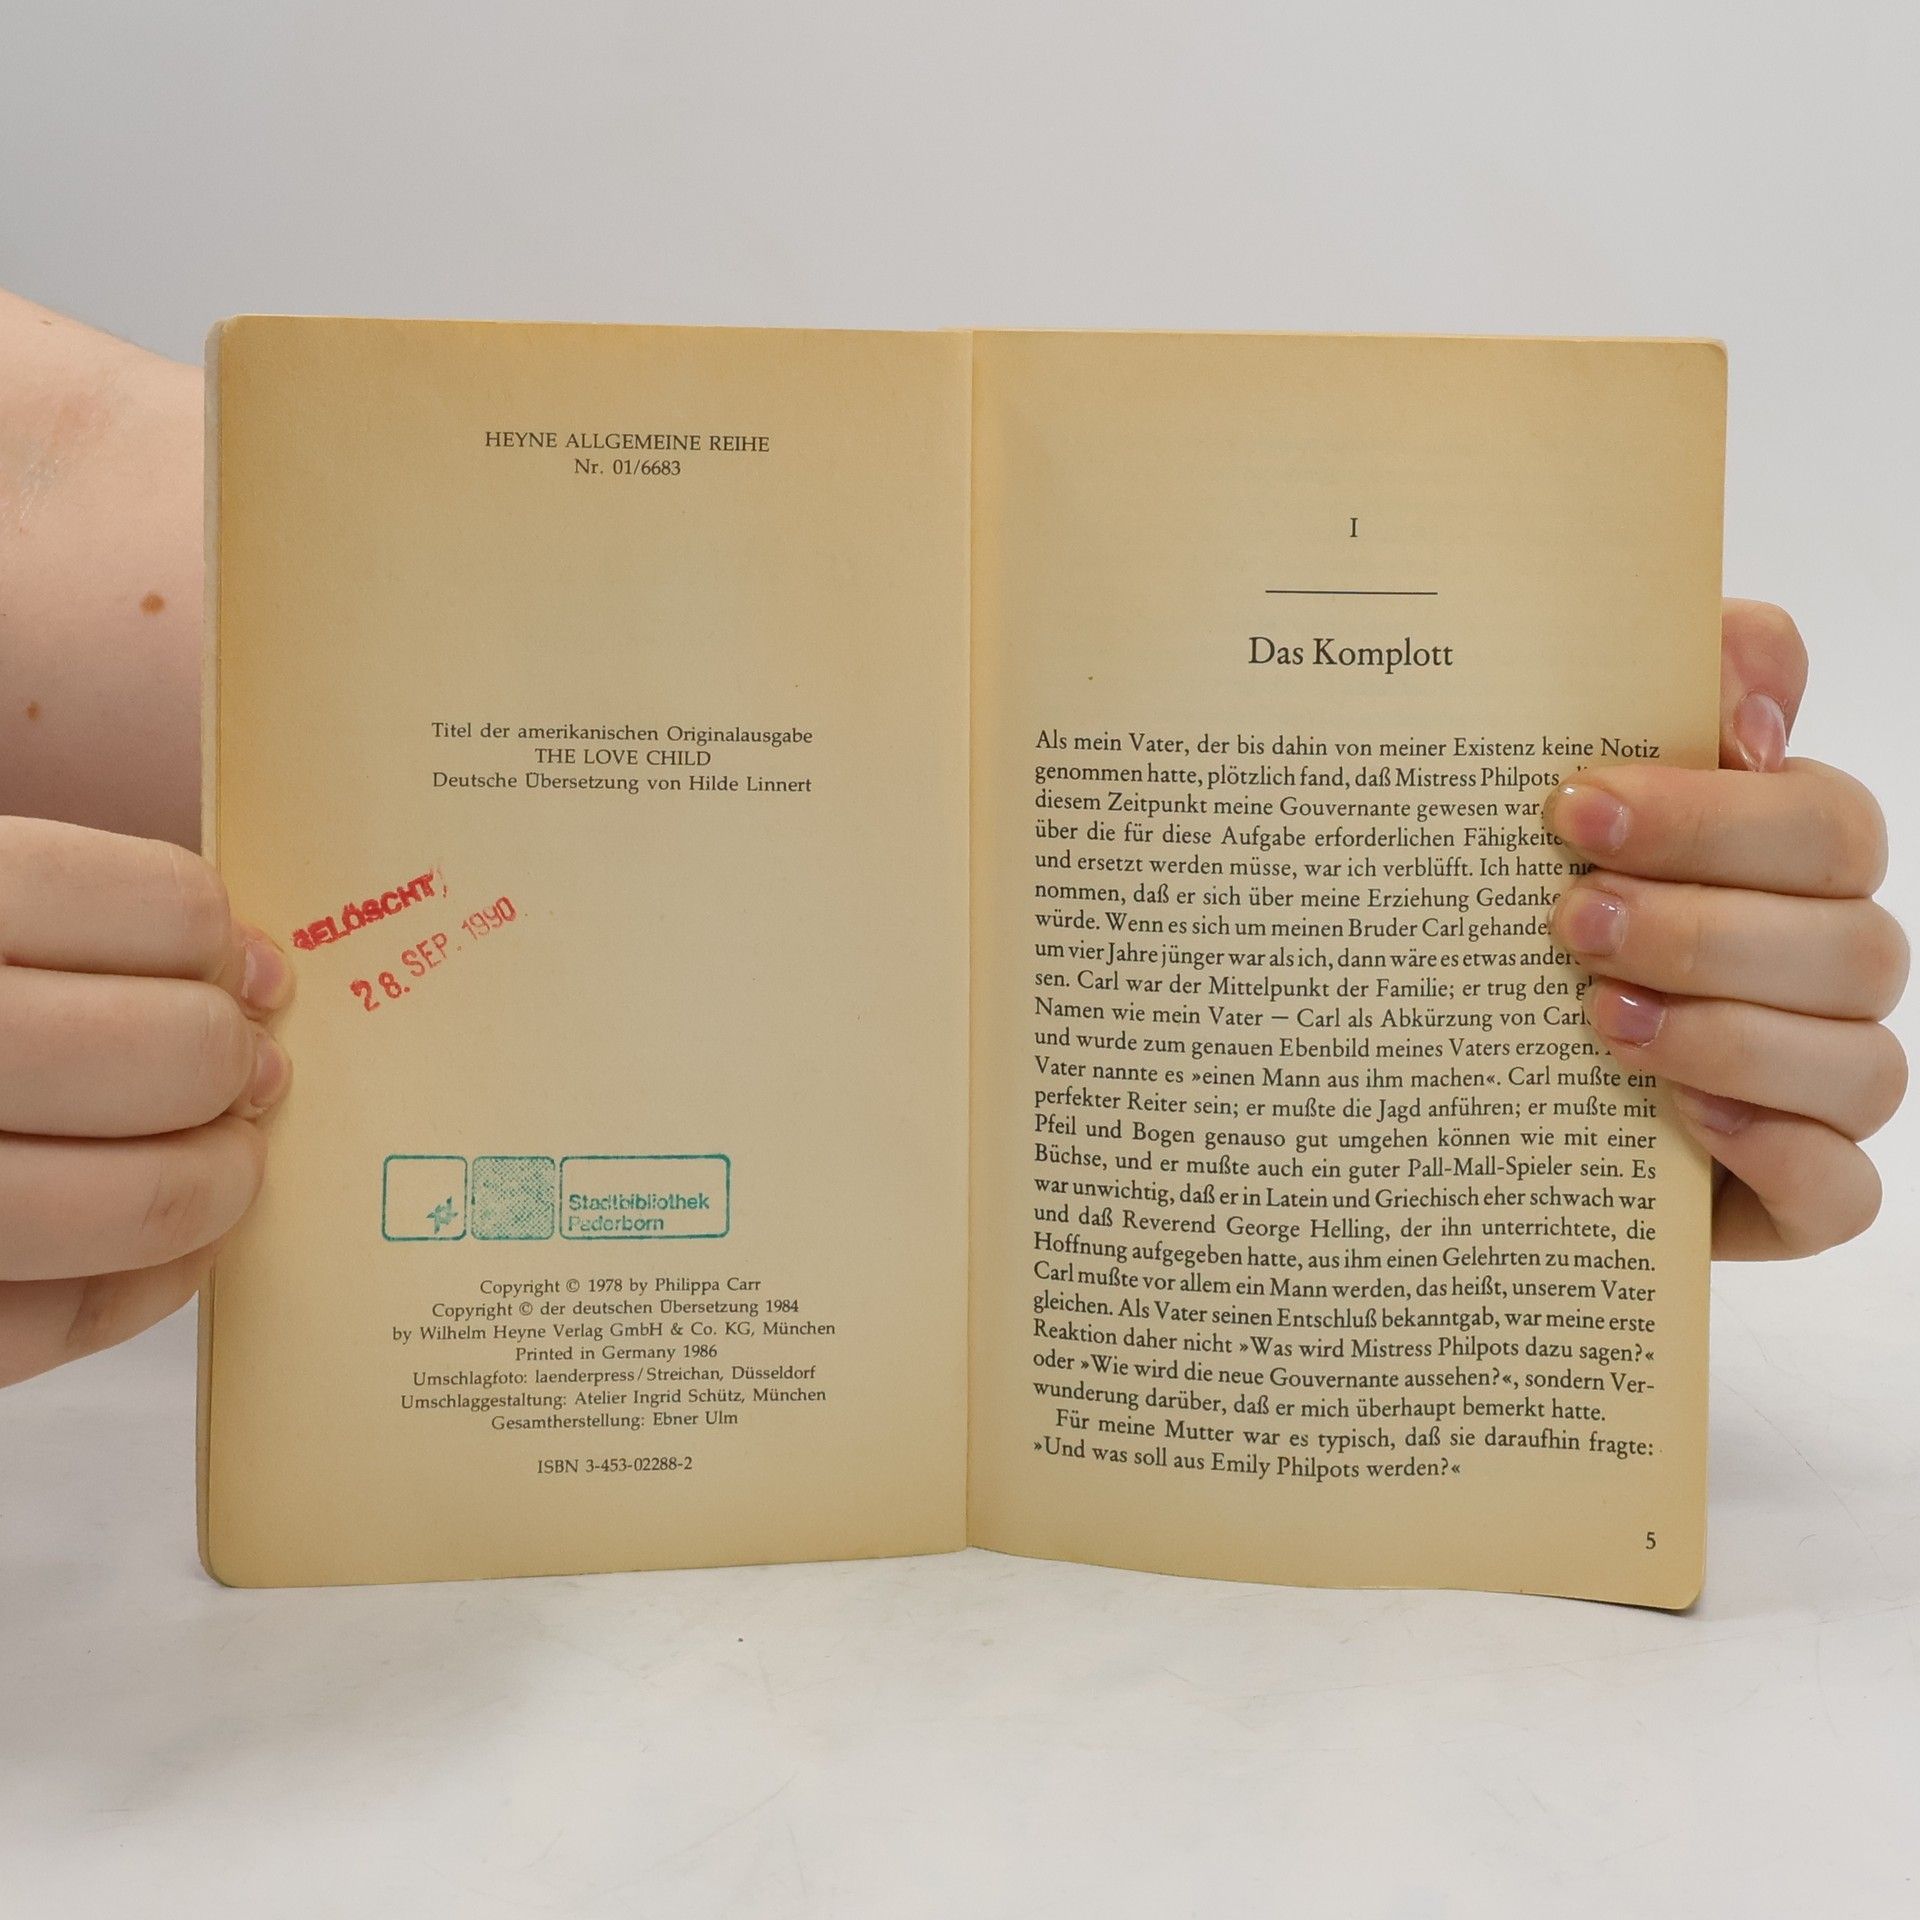 HEYNE ALLGEMEINE REIHE
Nr. 01/6683
Titel der amerikanischen Originalausgabe
THE LOVE CHILD
Deutsche Übersetzung von Hilde Linnert
GELÖSCHT
28. SEP. 1990
Stadtbibliothek
Paderborn
Copyright © 1978 by Philippa Carr
Copyright © der deutschen Übersetzung 1984
by Wilhelm Heyne Verlag GmbH & Co. KG, München
Printed in Germany 1986
Umschlagfoto: laenderpress/Streichan, Düsseldorf
Umschlaggestaltung: Atelier Ingrid Schütz, München
Gesamtherstellung: Ebner Ulm
ISBN 3-453-02288-2
I
Das Komplott
Als mein Vater, der bis dahin von meiner Existenz keine Notiz
genommen hatte, plötzlich fand, daß Mistress Philpots
diesem Zeitpunkt meine Gouvernante gewesen war,
über die für diese Aufgabe erforderlichen
und ersetzt werden müsse, war ich verblüfft. Ich hatte
nommen, daß er sich über meine Erziehung
würde. Wenn es sich um meinen Bruder Carl
um vier Jahre jünger war als ich, dann wäre es etwas
sen. Carl war der Mittelpunkt der Familie; er trug den
Namen wie mein Vater — Carl als Abkürzung von
und wurde zum genauen Ebenbild meines Vaters erzogen.
Vater nannte es »einen Mann aus ihm machen«. Carl mußte ein
perfekter Reiter sein; er mußte die Jagd anführen; er mußte mit
Pfeil und Bogen genauso gut umgehen können wie mit einer
Büchse, und er mußte auch ein guter Pall-Mall-Spieler sein. Es
war unwichtig, daß er in Latein und Griechisch eher schwach war
und daß Reverend George Helling, der ihn unterrichtete, die
Hoffnung aufgegeben hatte, aus ihm einen Gelehrten zu machen.
Carl mußte vor allem ein Mann werden, das heißt, unserem Vater
gleichen. Als Vater seinen Entschluß bekanntgab, war meine erste
Reaktion daher nicht »Was wird Mistress Philpots dazu sagen?«
oder »Wie wird die neue Gouvernante aussehen?«, sondern Ver-
wunderung darüber, daß er mich überhaupt bemerkt hatte.
Für meine Mutter war es typisch, daß sie daraufhin fragte:
»Und was soll aus Emily Philpots werden?«
5